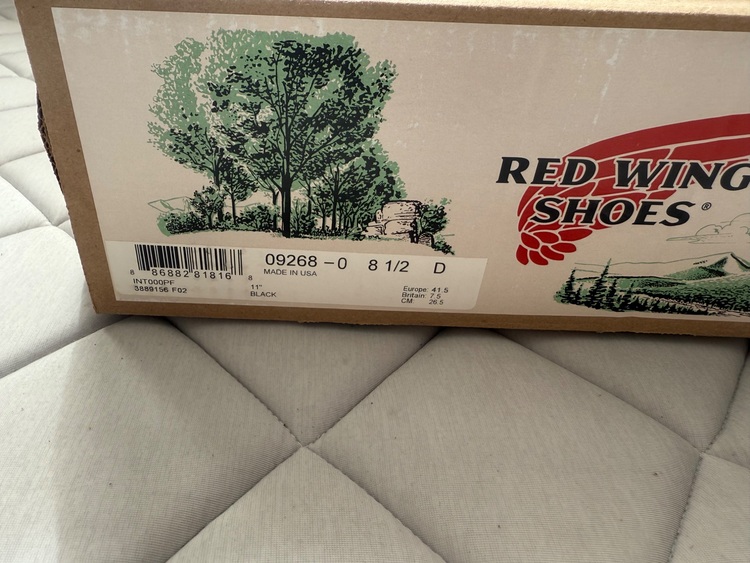 RED WING
SHOES®
8 86882 81816 8
09268 -0 8 1/2 D
MADE IN USA
INT000PF
3889156 F02
11"
BLACK
Europe: 41 5
Britain: 7.5
CM 26.5